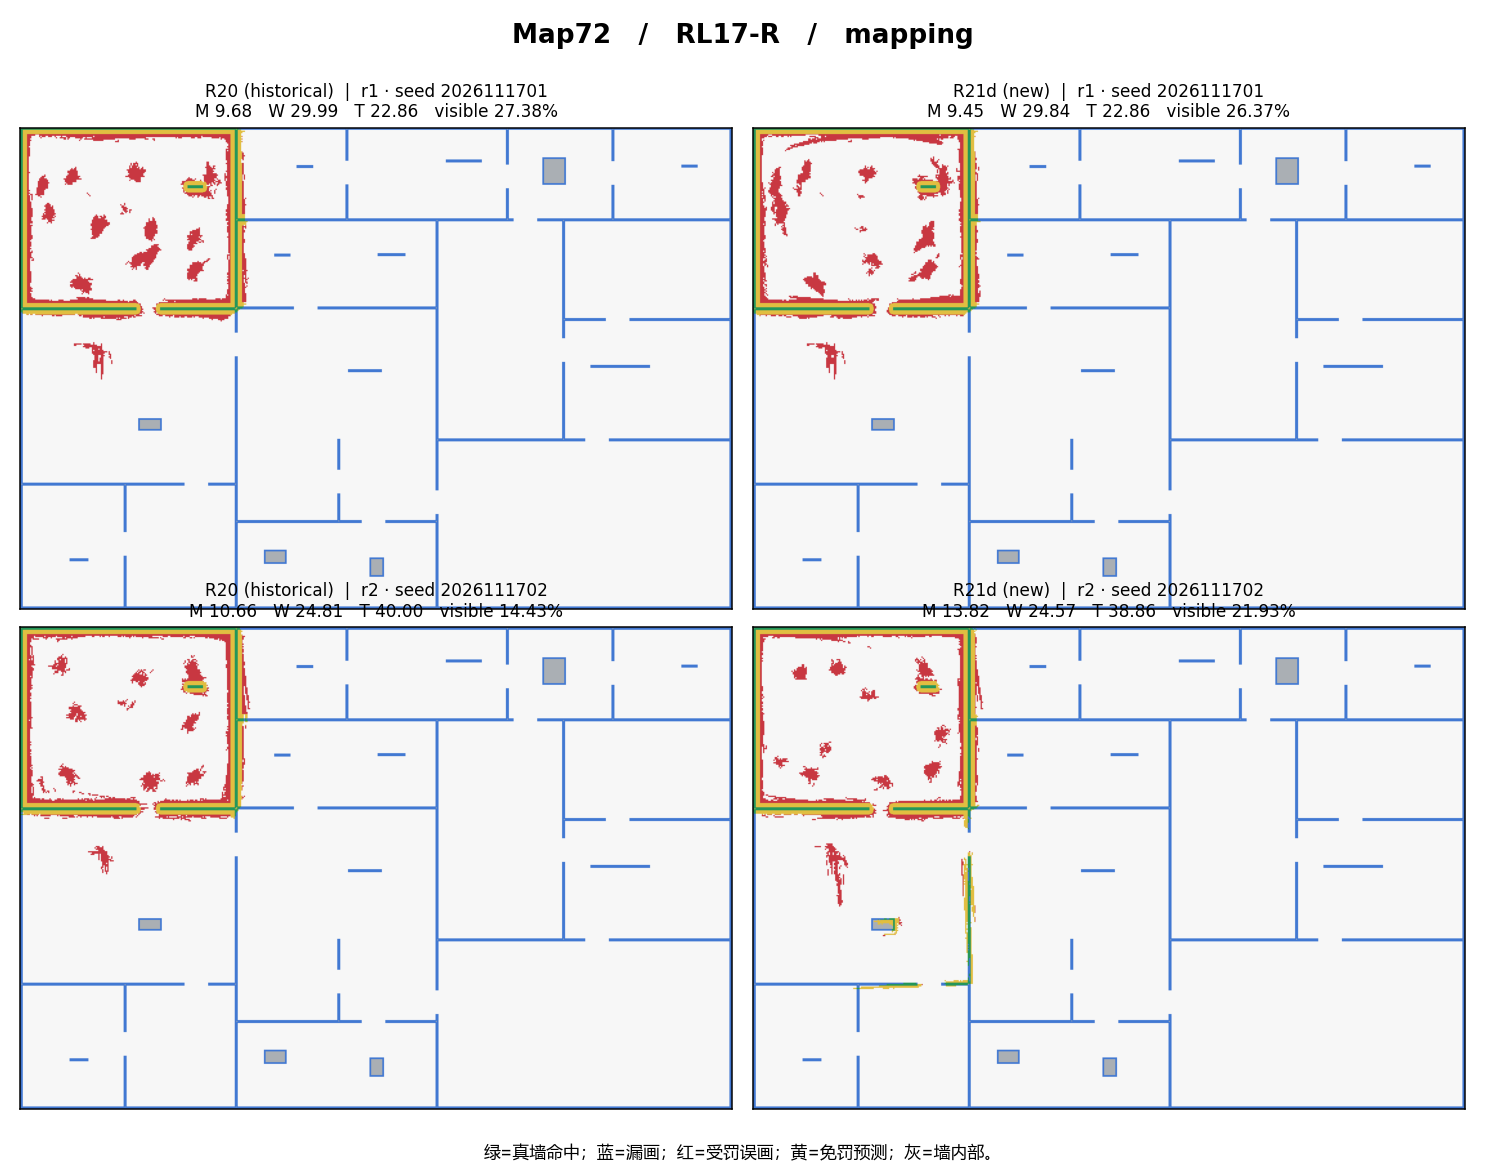 Map72 / RL17-R / mapping
R20 (historical) | r1 · seed 2026111701
M 9.68 W 29.99 T 22.86 visible 27.38%
R21d (new) | r1 · seed 2026111701
M 9.45 W 29.84 T 22.86 visible 26.37%
R20 (historical) | r2 · seed 2026111702
M 10.66 W 24.81 T 40.00 visible 14.43%
R21d (new) | r2 · seed 2026111702
M 13.82 W 24.57 T 38.86 visible 21.93%
绿=真墙命中；蓝=漏画；红=受罚误画；黄=免罚预测；灰=墙内部。